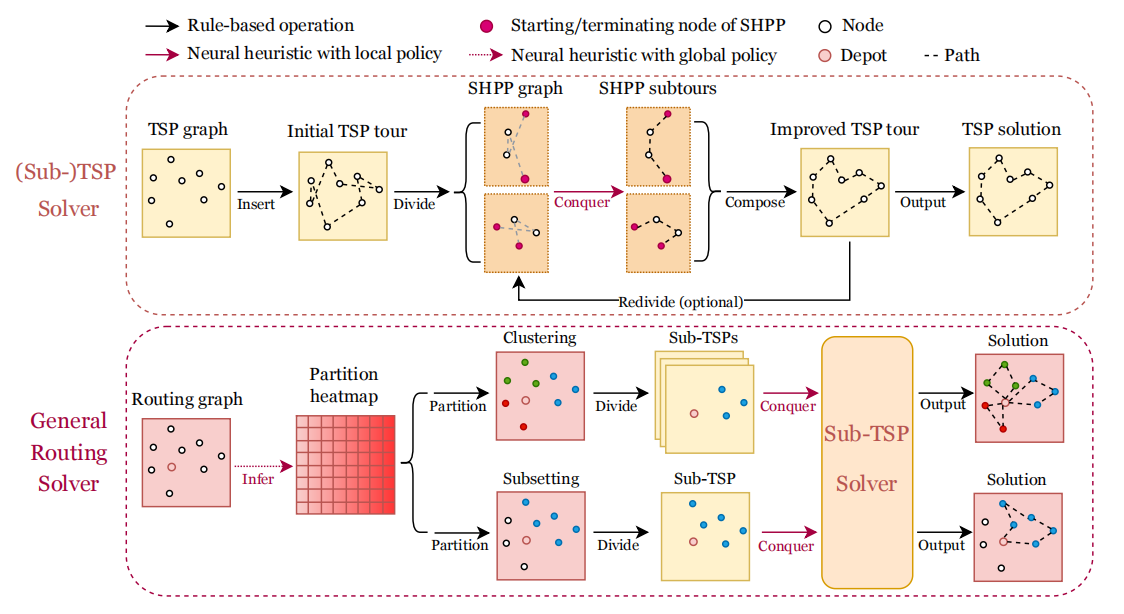 Rule-based operation
Starting/terminating node of SHPP
Node
Neural heuristic with local policy
Neural heuristic with global policy
Depot
Path
(Sub-)TSP
Solver
TSP graph
Insert
Initial TSP tour
Divide
SHPP graph
Conquer
SHPP subtours
Compose
Improved TSP tour
Output
TSP solution
Redivide (optional)
General
Routing
Solver
Routing graph
Infer
Partition
heatmap
Partition
Clustering
Divide
Sub-TSPs
Conquer
Sub-TSP
Solver
Output
Solution
Partition
Subsetting
Divide
Sub-TSP
Conquer
Output
Solution